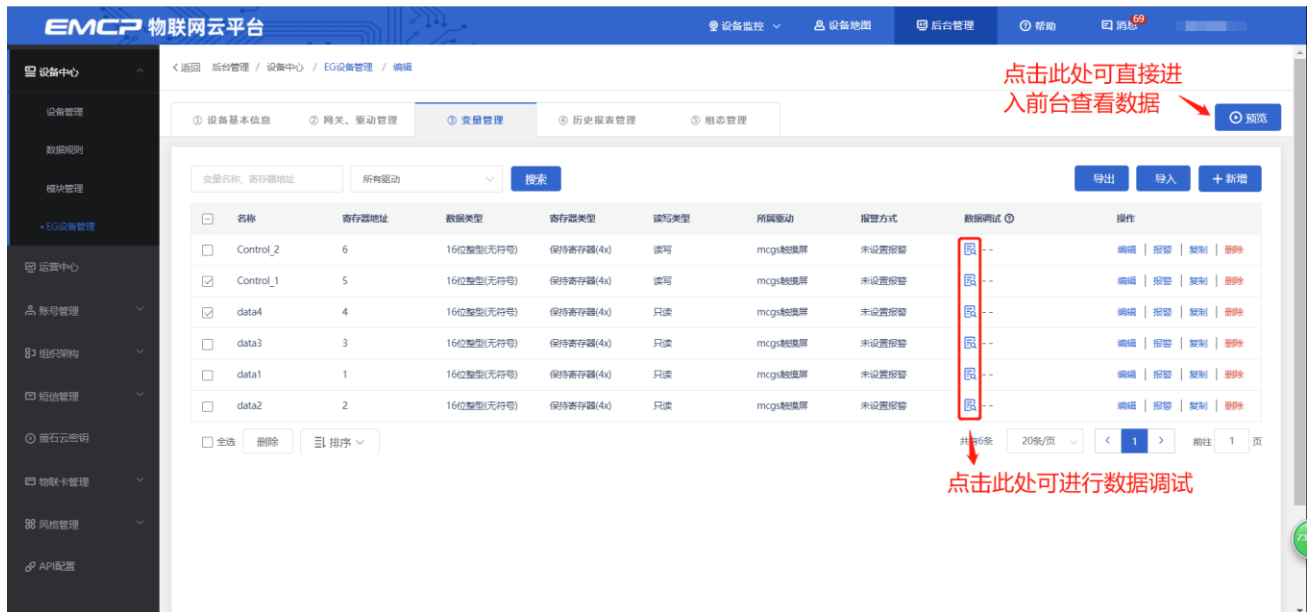 EMCP 物联网云平台
设备监控
设备地图
后台管理
帮助
消息
69
设备中心
设备管理
数据规则
模块管理
• EG设备管理
运营中心
账号管理
组织架构
短信管理
萤石云密钥
物联卡管理
风格管理
API配置
< 返回 后台管理 / 设备中心 / EG设备管理 / 编辑
点击此处可直接进
入前台查看数据
① 设备基本信息 ② 网关、驱动管理 ③ 变量管理 ④ 历史报表管理 ⑤ 组态管理
预览
变量名称、寄存器地址 所有驱动 搜索 导出 导入 + 新增
名称 寄存器地址 数据类型 寄存器类型 读写类型 所属驱动 报警方式 数据调试 操作
Control_2 6 16位整型(无符号) 保持寄存器(4x) 读写 mcgs触摸屏 未设置报警 -- 编辑 | 报警 | 复制 | 删除
Control_1 5 16位整型(无符号) 保持寄存器(4x) 读写 mcgs触摸屏 未设置报警 -- 编辑 | 报警 | 复制 | 删除
data4 4 16位整型(无符号) 保持寄存器(4x) 只读 mcgs触摸屏 未设置报警 -- 编辑 | 报警 | 复制 | 删除
data3 3 16位整型(无符号) 保持寄存器(4x) 只读 mcgs触摸屏 未设置报警 -- 编辑 | 报警 | 复制 | 删除
data1 1 16位整型(无符号) 保持寄存器(4x) 只读 mcgs触摸屏 未设置报警 -- 编辑 | 报警 | 复制 | 删除
data2 2 16位整型(无符号) 保持寄存器(4x) 只读 mcgs触摸屏 未设置报警 -- 编辑 | 报警 | 复制 | 删除
全选 删除 排序 共有6条 20条/页 < 1 > 前往 1 页
点击此处可进行数据调试
73